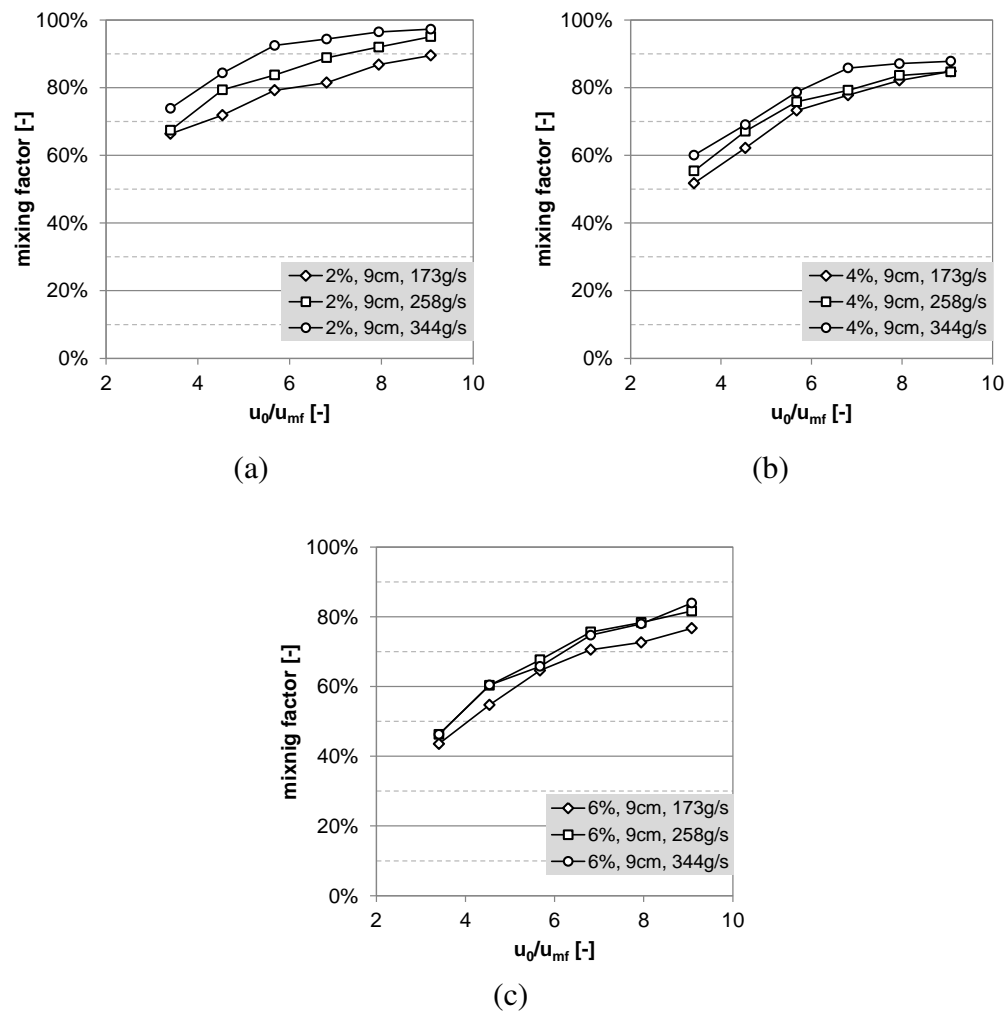 100%
80%
60%
40%
20%
0%
mixing factor [-]
2%, 9cm, 173g/s
2%, 9cm, 258g/s
2%, 9cm, 344g/s
2 4 6 8 10
u0/umf [-]
(a)
100%
80%
60%
40%
20%
0%
mixing factor [-]
4%, 9cm, 173g/s
4%, 9cm, 258g/s
4%, 9cm, 344g/s
2 4 6 8 10
u0/umf [-]
(b)
100%
80%
60%
40%
20%
0%
mixnig factor [-]
6%, 9cm, 173g/s
6%, 9cm, 258g/s
6%, 9cm, 344g/s
2 4 6 8 10
u0/umf [-]
(c)